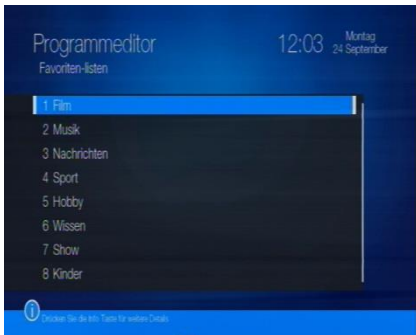 Programmeditor
Favoriten-listen
12:03
Montag
24 September
1 Film
2 Musik
3 Nachrichten
4 Sport
5 Hobby
6 Wissen
7 Show
8 Kinder
Drücken Sie die Info Taste für weitere Details